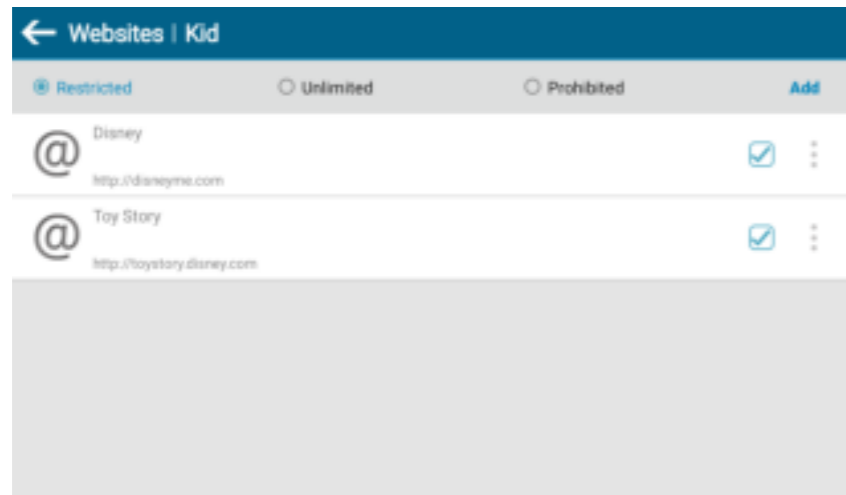 Websites | Kid
Restricted Unlimited Prohibited Add
@ Disney
http://disneyme.com
@ Toy Story
http://toystory.disney.com